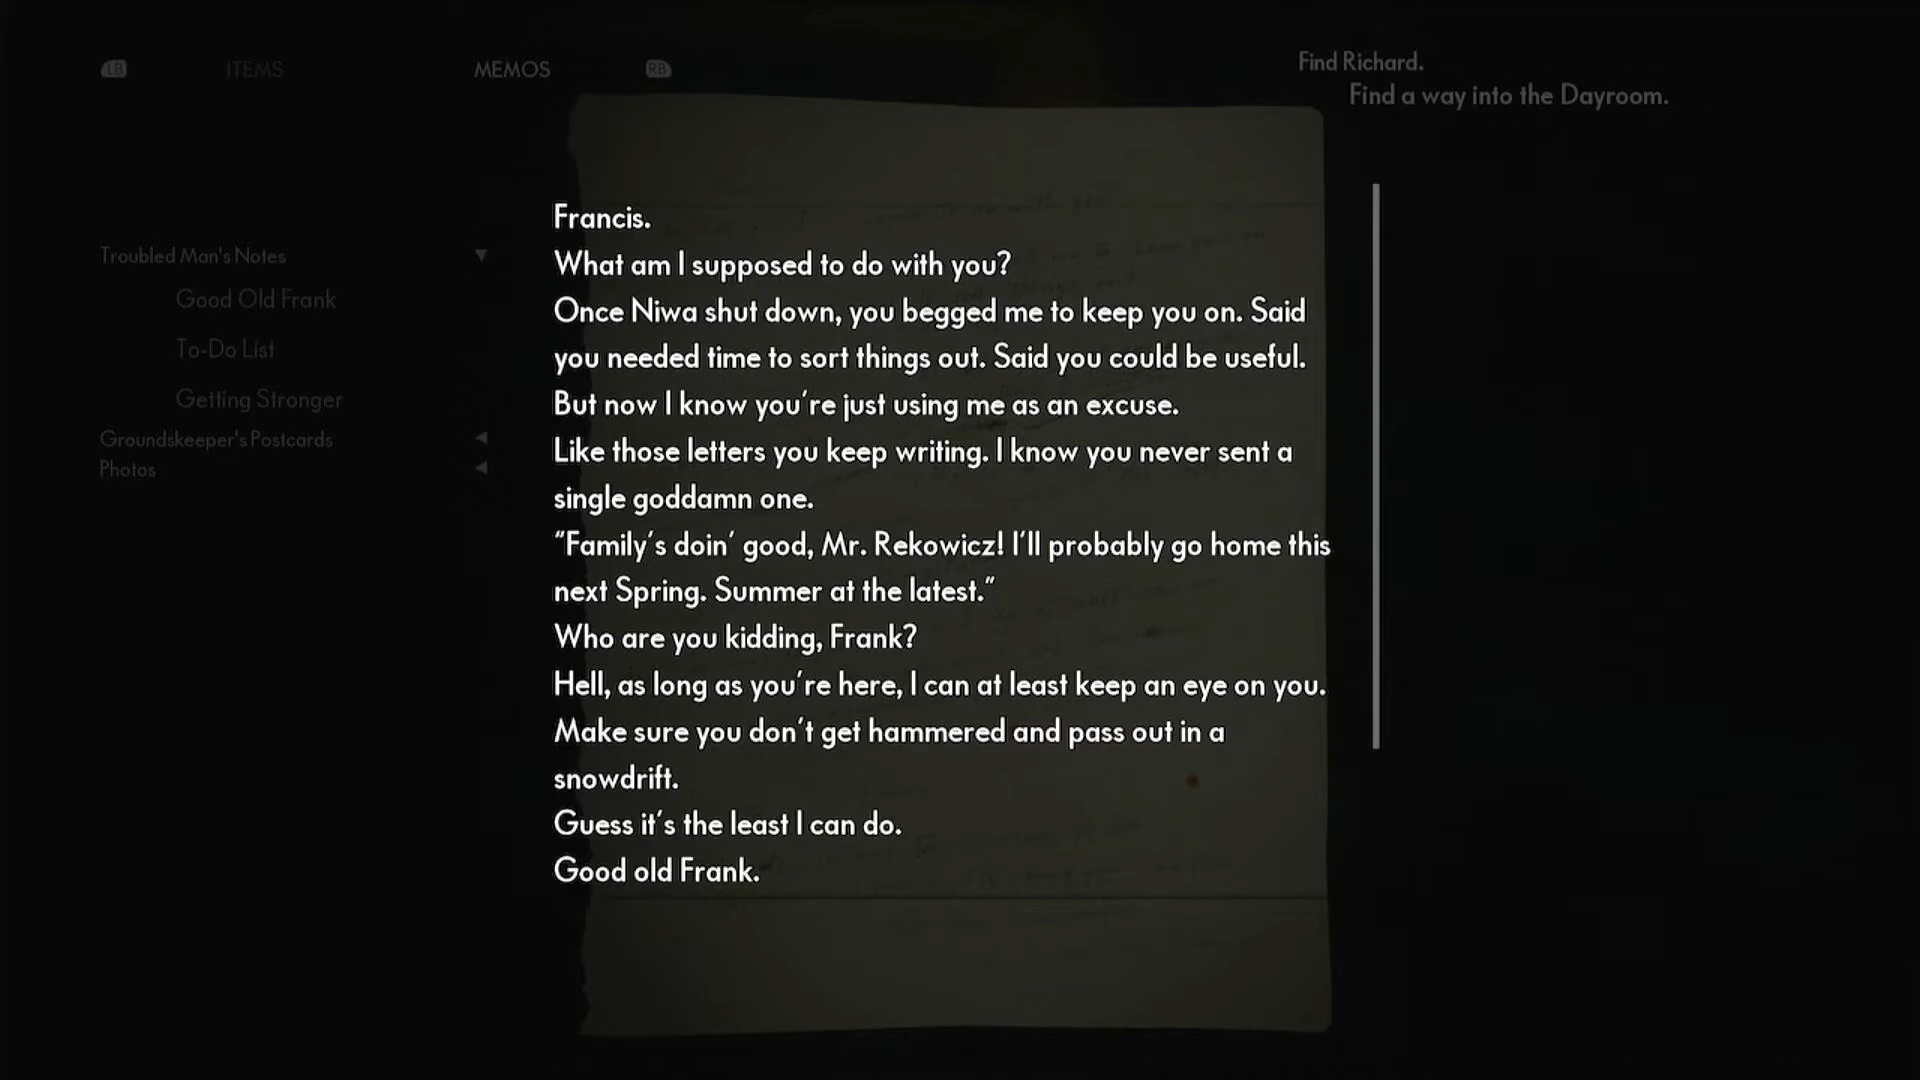 LB ITEMS MEMOS RB
Find Richard.
Find a way into the Dayroom.
Troubled Man's Notes
Good Old Frank
To-Do List
Getting Stronger
Groundskeeper's Postcards
Photos
Francis.
What am I supposed to do with you?
Once Niwa shut down, you begged me to keep you on. Said
you needed time to sort things out. Said you could be useful.
But now I know you're just using me as an excuse.
Like those letters you keep writing. I know you never sent a
single goddamn one.
"Family's doin' good, Mr. Rekowicz! I'll probably go home this
next Spring. Summer at the latest."
Who are you kidding, Frank?
Hell, as long as you're here, I can at least keep an eye on you.
Make sure you don't get hammered and pass out in a
snowdrift.
Guess it's the least I can do.
Good old Frank.